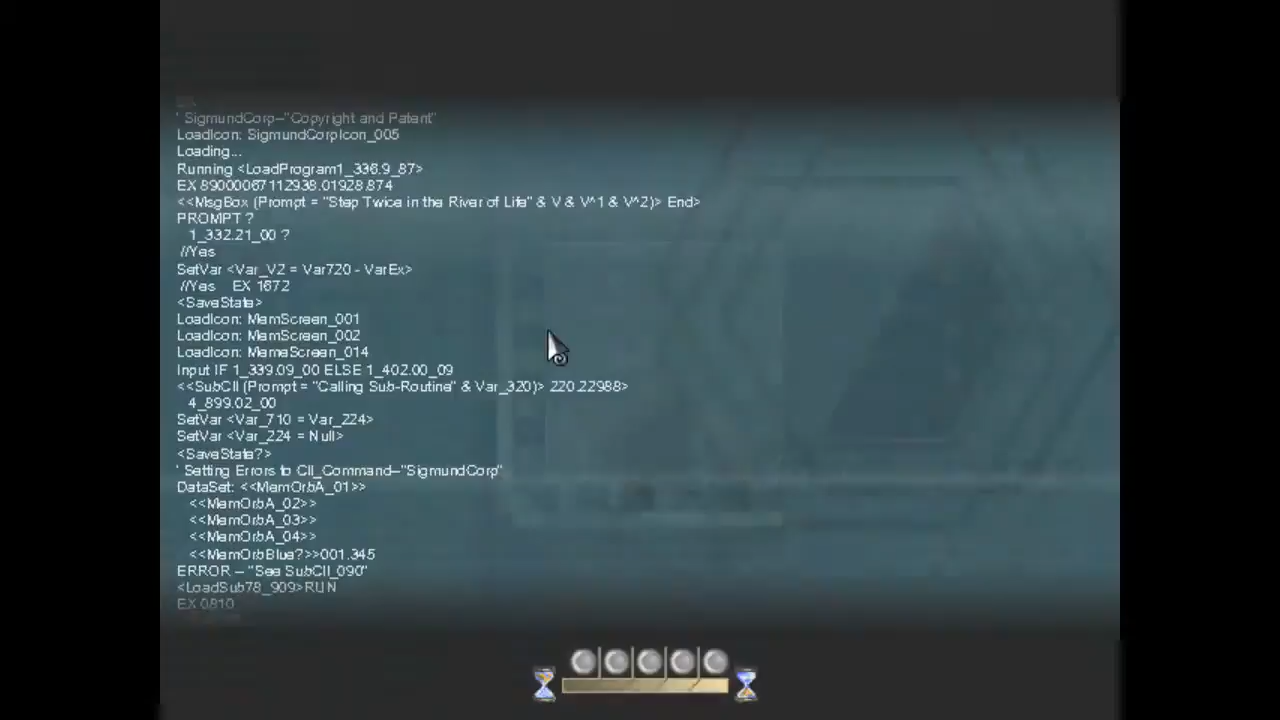 ' SigmundCorp--"Copyright and Patent"
LoadIcon: SigmundCorpIcon_005
Loading...
Running <LoadProgram1_336.9_87>
EX 89000067112938.01928.874
<<MsgBox (Prompt = "Step Twice in the River of Life" & V & V^1 & V^2)> End>
PROMPT ?
1_332.21_00 ?
//Yes
SetVar <Var_V2 = Var720 - VarEx>
//Yes EX 1672
<SaveState>
LoadIcon: MemScreen_001
LoadIcon: MemScreen_002
LoadIcon: MemeScreen_014
Input IF 1_339.09_00 ELSE 1_402.00_09
<<SubCll (Prompt = "Calling Sub-Routine" & Var_320)> 220.22988>
4_899.02_00
SetVar <Var_710 = Var_224>
SetVar <Var_224 = Null>
<SaveState?>
' Setting Errors to Cll_Command--"SigmundCorp"
DataSet: <<MemOrbA_01>>
<<MemOrbA_02>>
<<MemOrbA_03>>
<<MemOrbA_04>>
<<MemOrbBlue?>>001.345
ERROR -- "See SubCll_090"
<LoadSub78_909>RUN
EX 0810